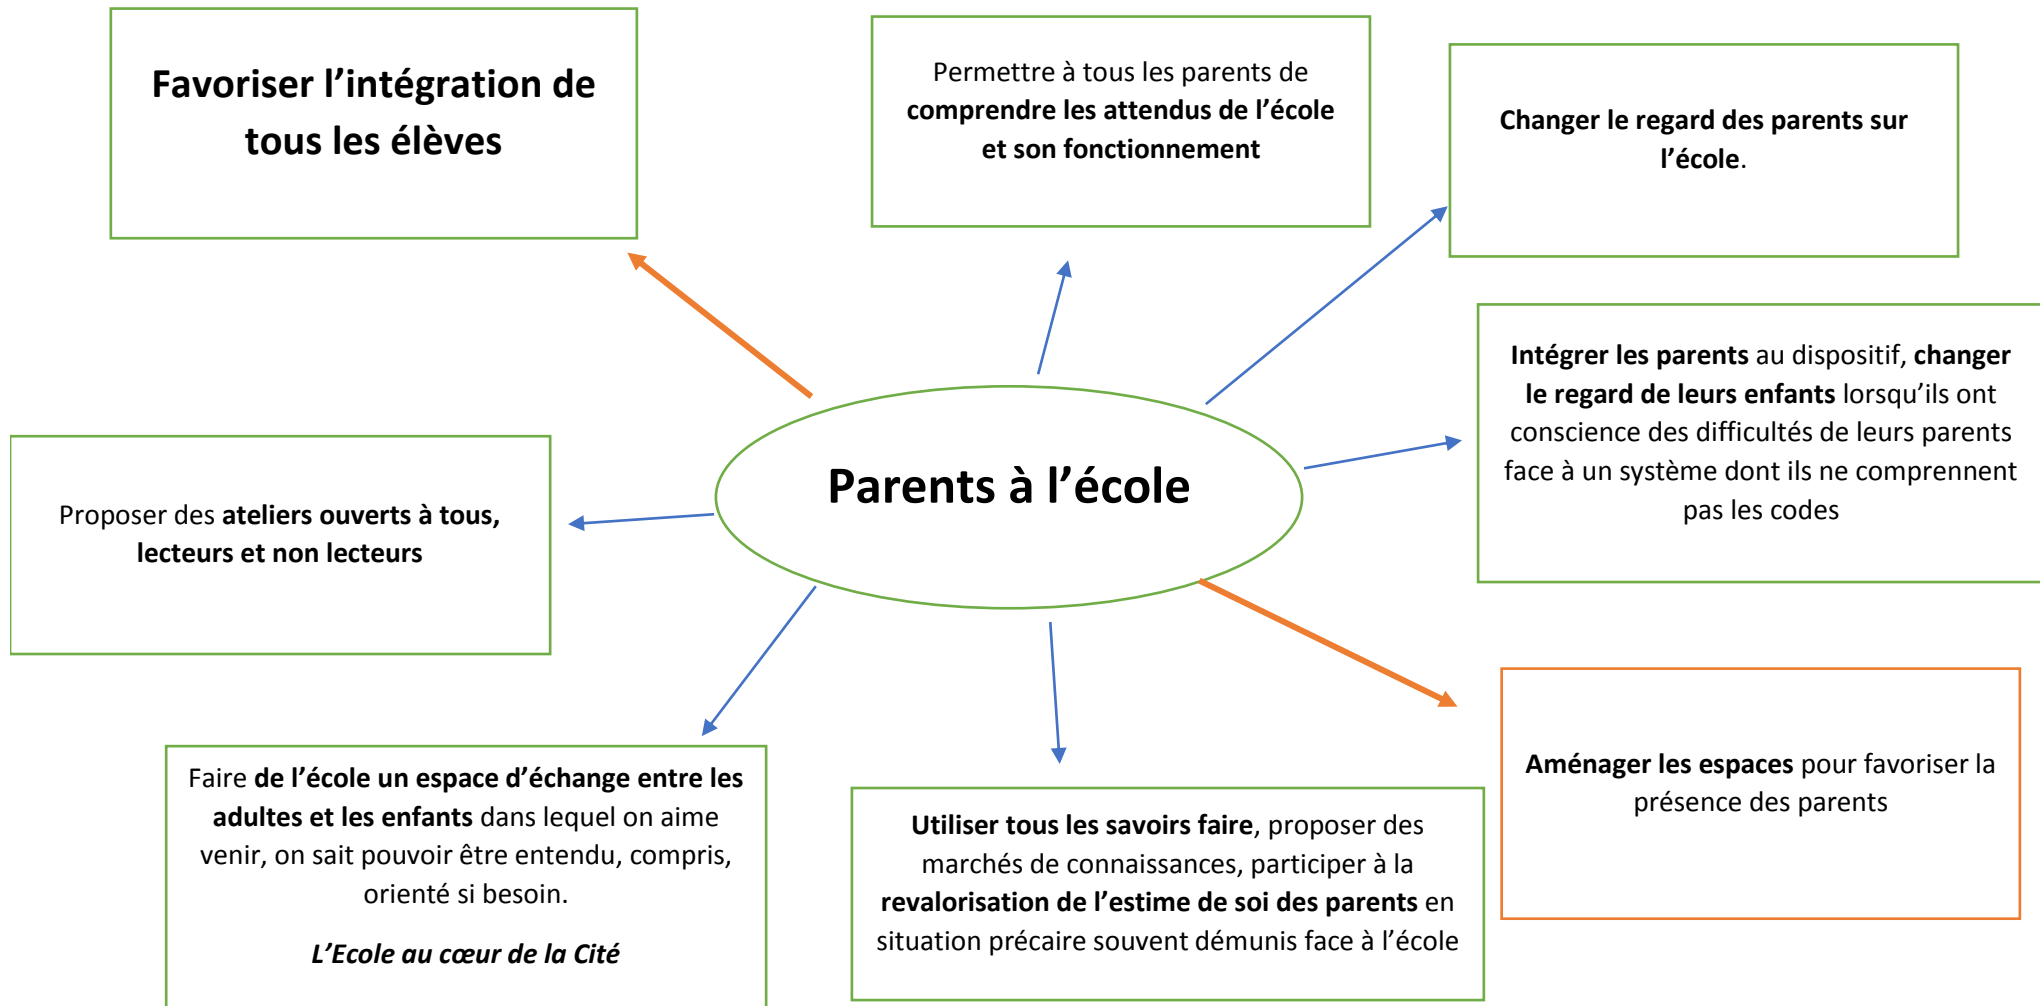 Favoriser l’intégration de
tous les élèves
Permettre à tous les parents de
comprendre les attendus de l’école
et son fonctionnement
Changer le regard des parents sur
l’école.
Intégrer les parents au dispositif, changer
le regard de leurs enfants lorsqu’ils ont
conscience des difficultés de leurs parents
face à un système dont ils ne comprennent
pas les codes
Parents à l’école
Proposer des ateliers ouverts à tous,
lecteurs et non lecteurs
Aménager les espaces pour favoriser la
présence des parents
Faire de l’école un espace d’échange entre les
adultes et les enfants dans lequel on aime
venir, on sait pouvoir être entendu, compris,
orienté si besoin.
L’Ecole au cœur de la Cité
Utiliser tous les savoirs faire, proposer des
marchés de connaissances, participer à la
revalorisation de l’estime de soi des parents en
situation précaire souvent démunis face à l’école